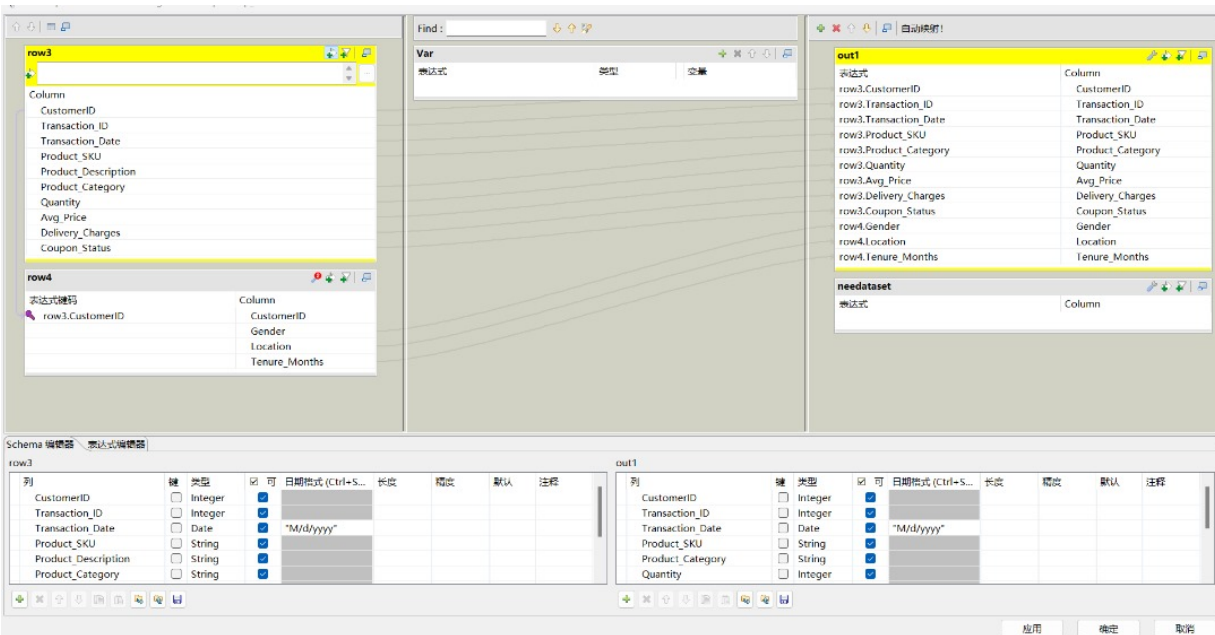 Find :
自动映射!
row3
Column
CustomerID
Transaction_ID
Transaction_Date
Product_SKU
Product_Description
Product_Category
Quantity
Avg_Price
Delivery_Charges
Coupon_Status
row4
表达式键码 Column
row3.CustomerID CustomerID
Gender
Location
Tenure_Months
Var
表达式 类型 变量
out1
表达式 Column
row3.CustomerID CustomerID
row3.Transaction_ID Transaction_ID
row3.Transaction_Date Transaction_Date
row3.Product_SKU Product_SKU
row3.Product_Category Product_Category
row3.Quantity Quantity
row3.Avg_Price Avg_Price
row3.Delivery_Charges Delivery_Charges
row3.Coupon_Status Coupon_Status
row4.Gender Gender
row4.Location Location
row4.Tenure_Months Tenure_Months
needataset
表达式 Column
Schema 编辑器 表达式编辑器
row3
列 键 类型 可 日期格式 (Ctrl+S... 长度 精度 默认 注释
CustomerID Integer
Transaction_ID Integer
Transaction_Date Date "M/d/yyyy"
Product_SKU String
Product_Description String
Product_Category String
out1
列 键 类型 可 日期格式 (Ctrl+S... 长度 精度 默认 注释
CustomerID Integer
Transaction_ID Integer
Transaction_Date Date "M/d/yyyy"
Product_SKU String
Product_Category String
Quantity Integer
应用 确定 取消